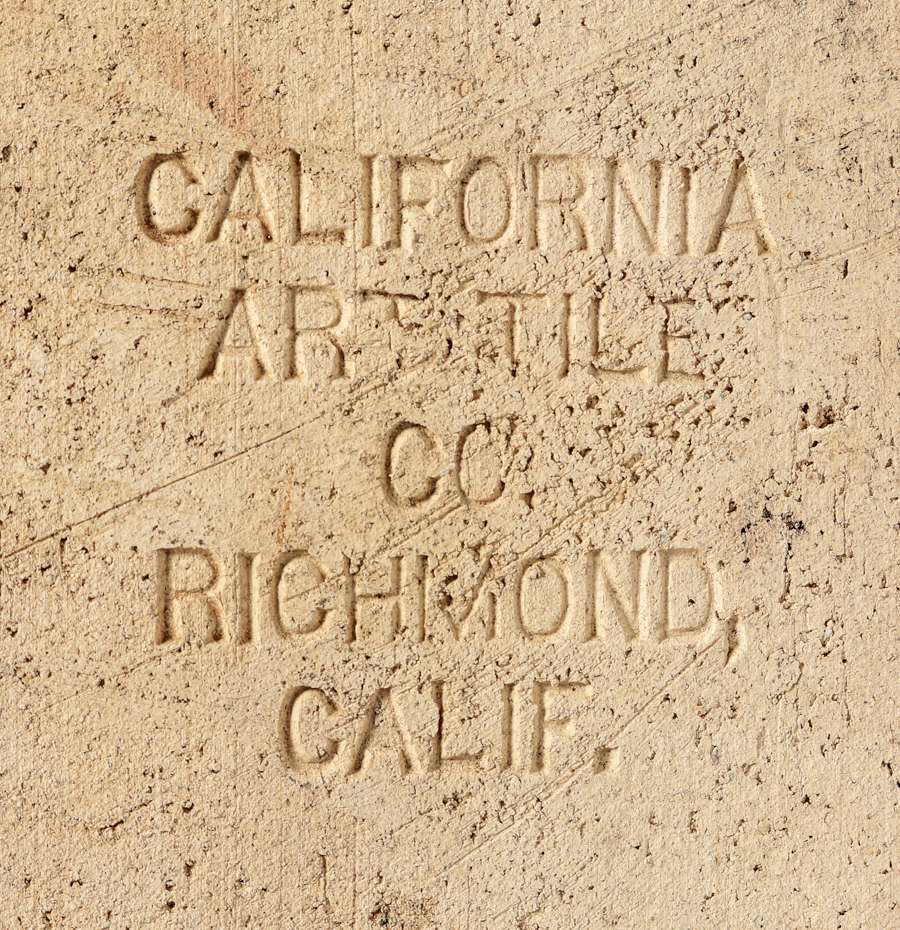 CALIFORNIA
ART TILE
CO.
RICHMOND,
CALIF.